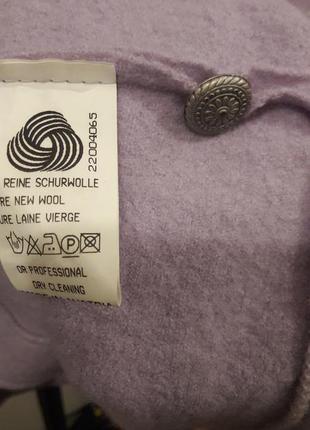 22004065
REINE SCHURWOLLE
RE NEW WOOL
URE LAINE VIERGE
P
OR PROFESSIONAL
DRY CLEANING